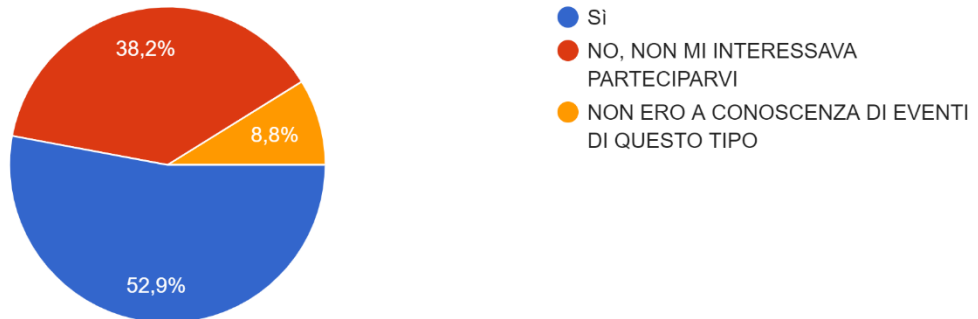 38,2%
8,8%
52,9%
Sì
NO, NON MI INTERESSAVA
PARTECIPARVI
NON ERO A CONOSCENZA DI EVENTI
DI QUESTO TIPO